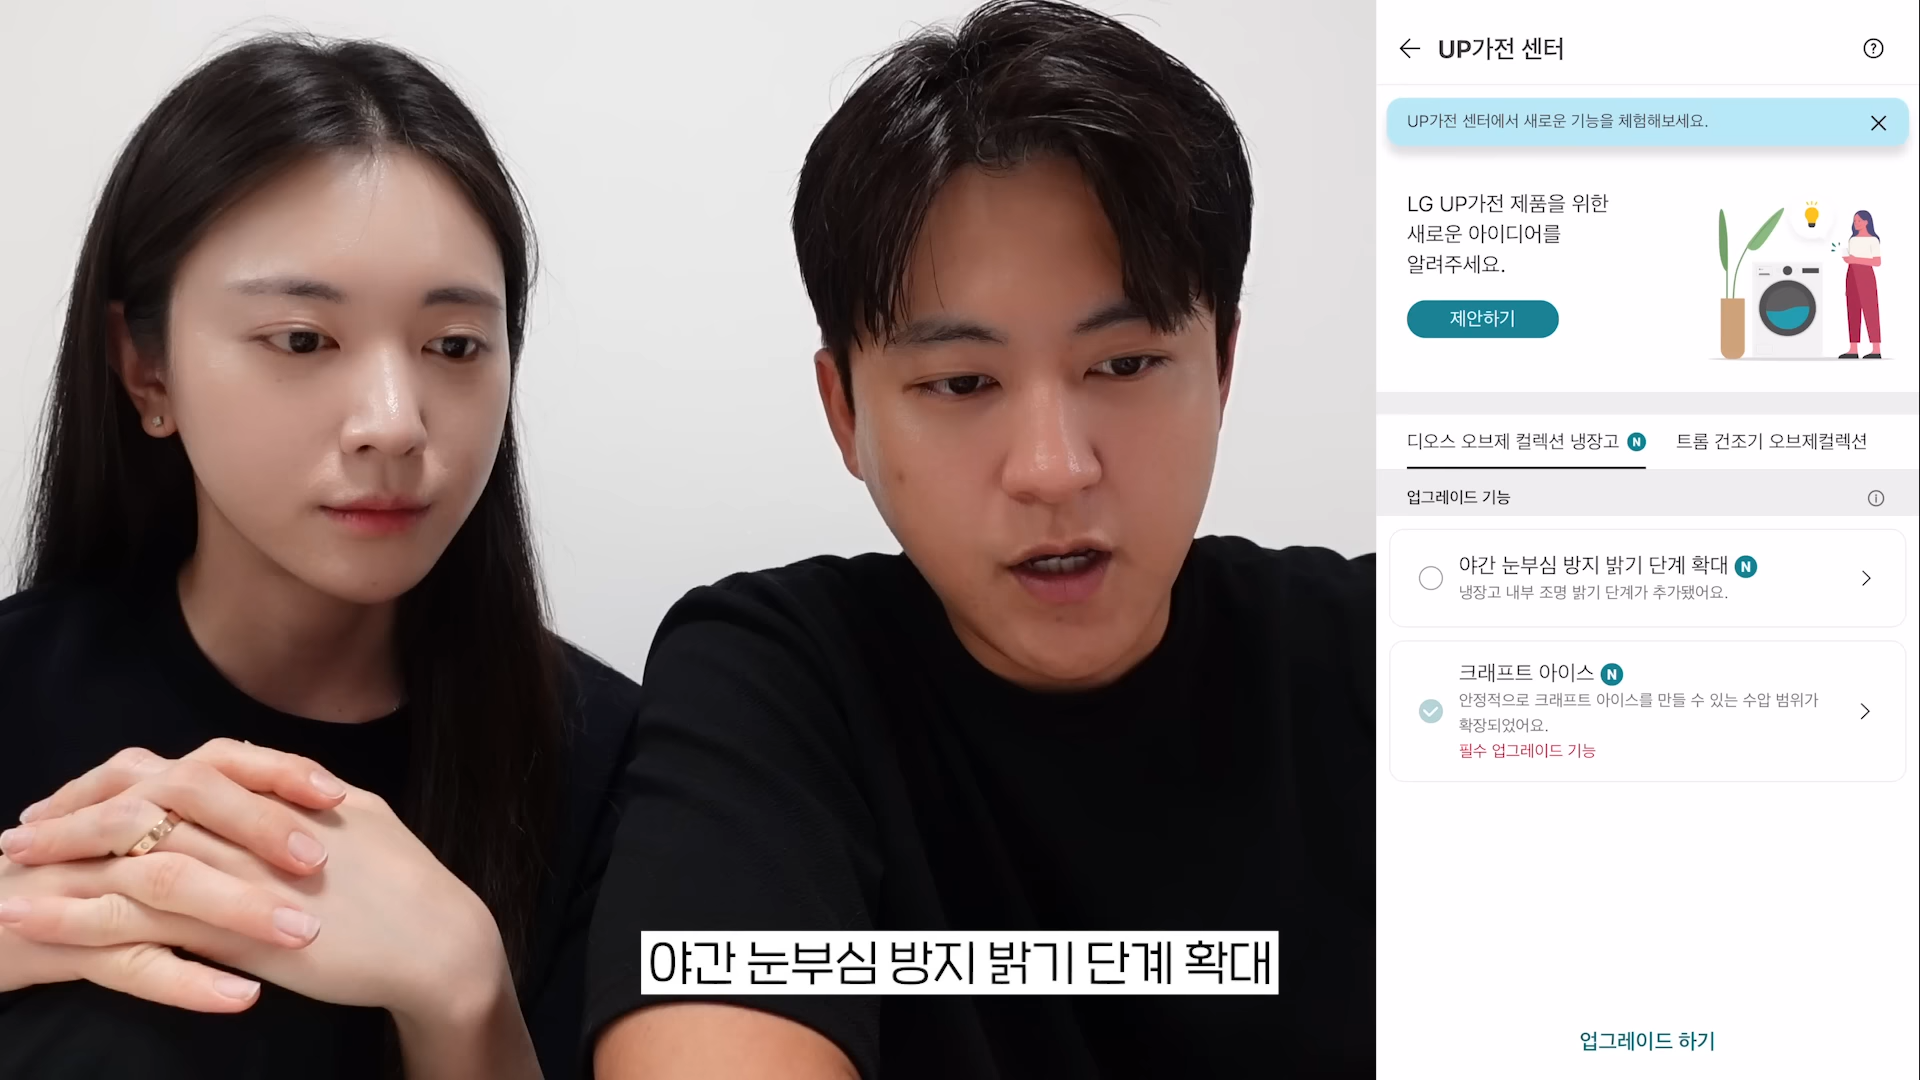 UP가전 센터
UP가전 센터에서 새로운 기능을 체험해보세요.
LG UP가전 제품을 위한
새로운 아이디어를
알려주세요.
제안하기
디오스 오브제 컬렉션 냉장고 N
트롬 건조기 오브제컬렉션
업그레이드 기능
야간 눈부심 방지 밝기 단계 확대 N
냉장고 내부 조명 밝기 단계가 추가됐어요.
크래프트 아이스 N
안정적으로 크래프트 아이스를 만들 수 있는 수압 범위가
확장되었어요.
필수 업그레이드 기능
업그레이드 하기
야간 눈부심 방지 밝기 단계 확대